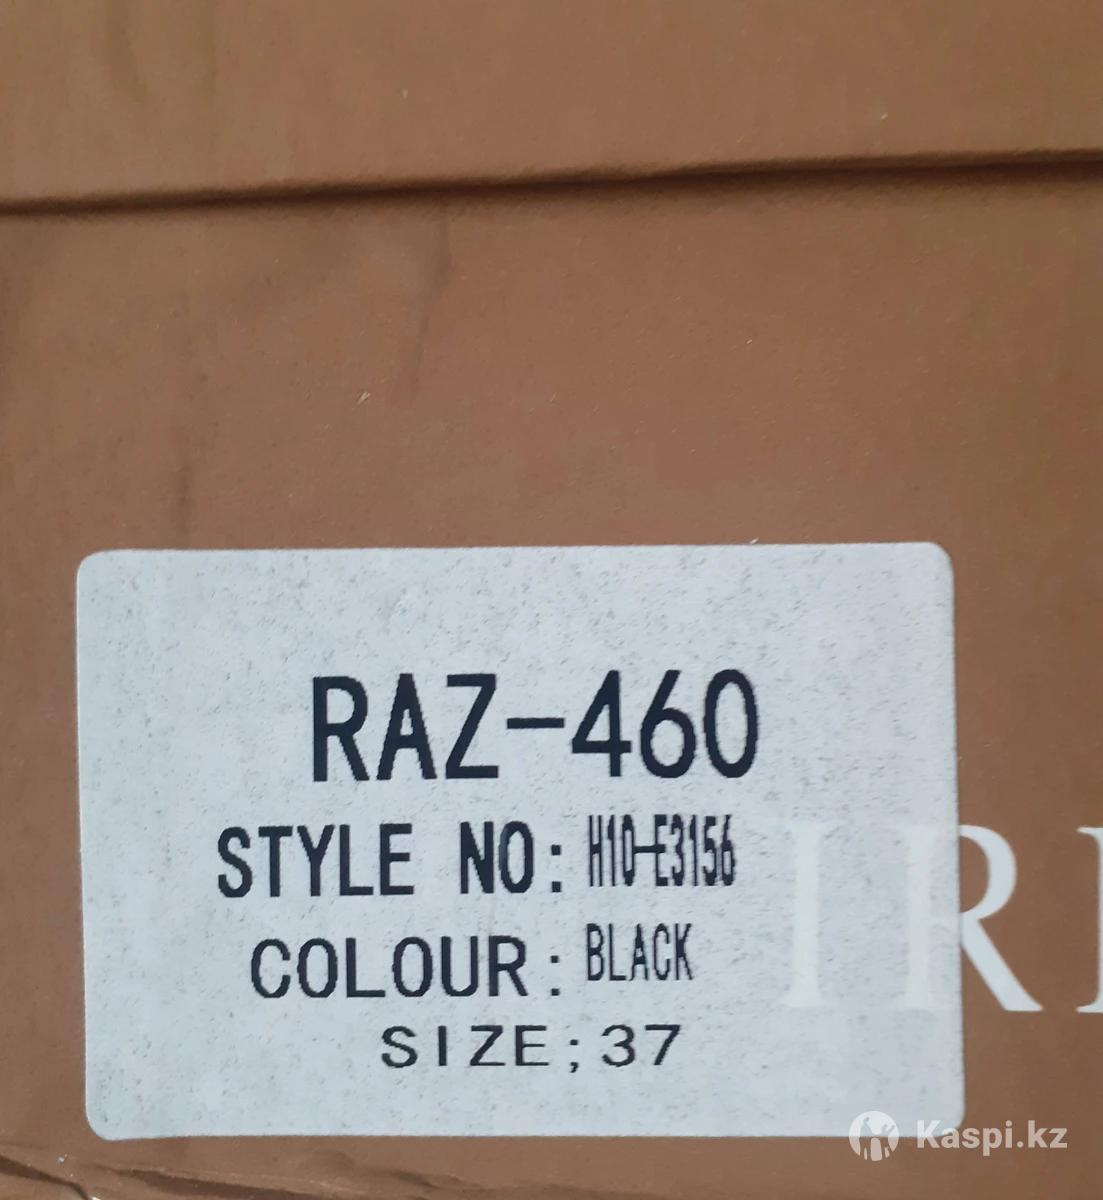 RAZ-460
STYLE NO: H10-E3156
COLOUR: BLACK
SIZE; 37
Kaspi.kz